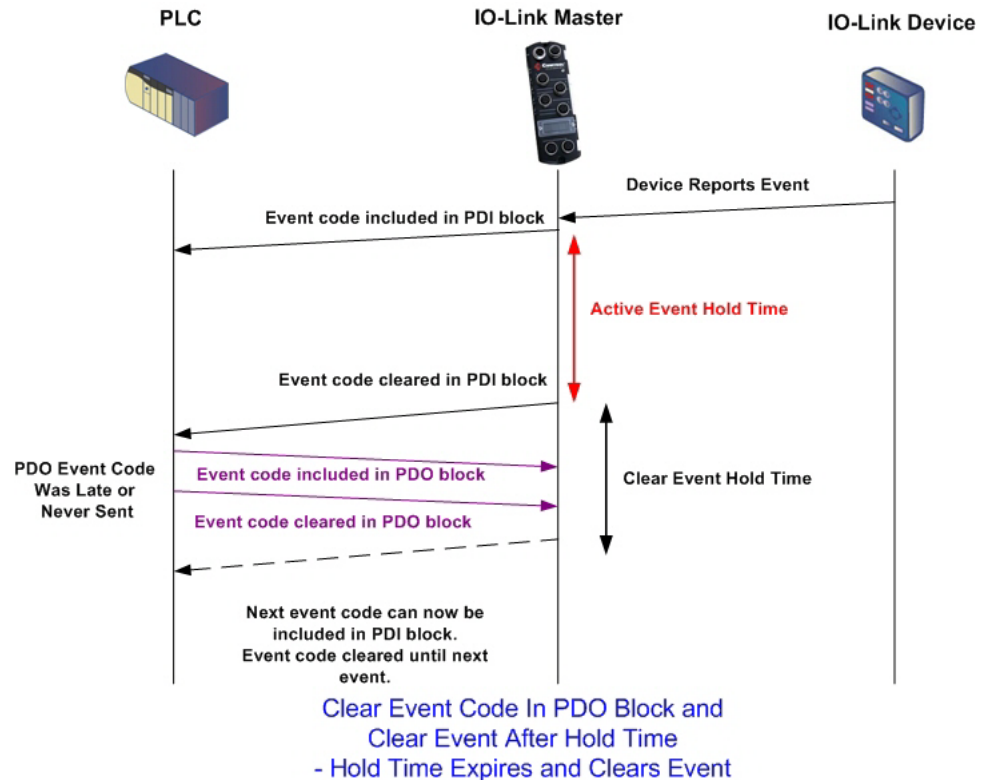 PLC
IO-Link Master
IO-Link Device
Device Reports Event
Event code included in PDI block
Active Event Hold Time
Event code cleared in PDI block
PDO Event Code
Was Late or
Never Sent
Event code included in PDO block
Clear Event Hold Time
Event code cleared in PDO block
Next event code can now be
included in PDI block.
Event code cleared until next
event.
Clear Event Code In PDO Block and
Clear Event After Hold Time
- Hold Time Expires and Clears Event